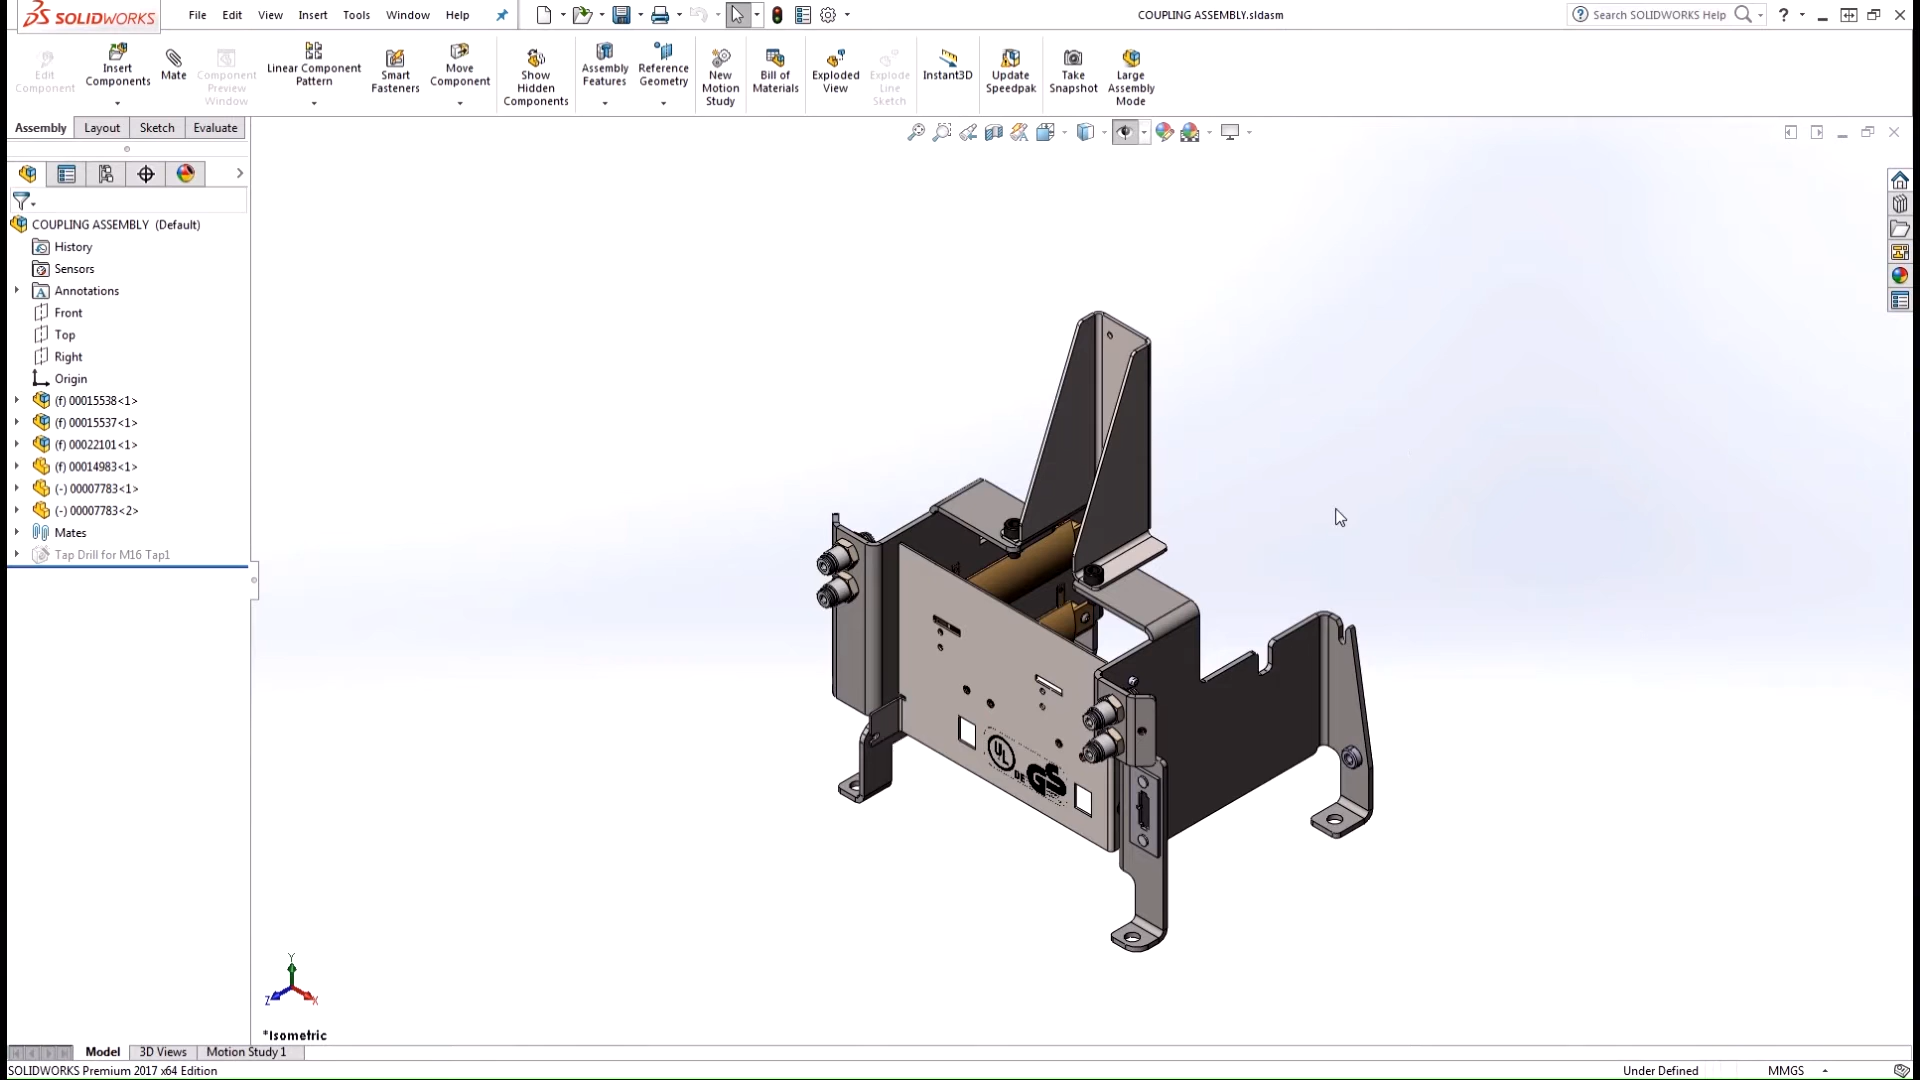 SOLIDWORKS
File Edit View Insert Tools Window Help
COUPLING ASSEMBLY.sldasm
Search SOLIDWORKS Help
Edit Component
Insert Components
Mate
Component Preview Window
Linear Component Pattern
Smart Fasteners
Move Component
Show Hidden Components
Assembly Features
Reference Geometry
New Motion Study
Bill of Materials
Exploded View
Explode Line Sketch
Instant3D
Update Speedpak
Take Snapshot
Large Assembly Mode
Assembly Layout Sketch Evaluate
COUPLING ASSEMBLY (Default)
History
Sensors
Annotations
Front
Top
Right
Origin
(f) 00015538<1>
(f) 00015537<1>
(f) 00022101<1>
(f) 00014983<1>
(-) 00007783<1>
(-) 00007783<2>
Mates
Tap Drill for M16 Tap1
UL
DE
GS
Y
Z
X
*Isometric
Model 3D Views Motion Study 1
SOLIDWORKS Premium 2017 x64 Edition
Under Defined
MMGS